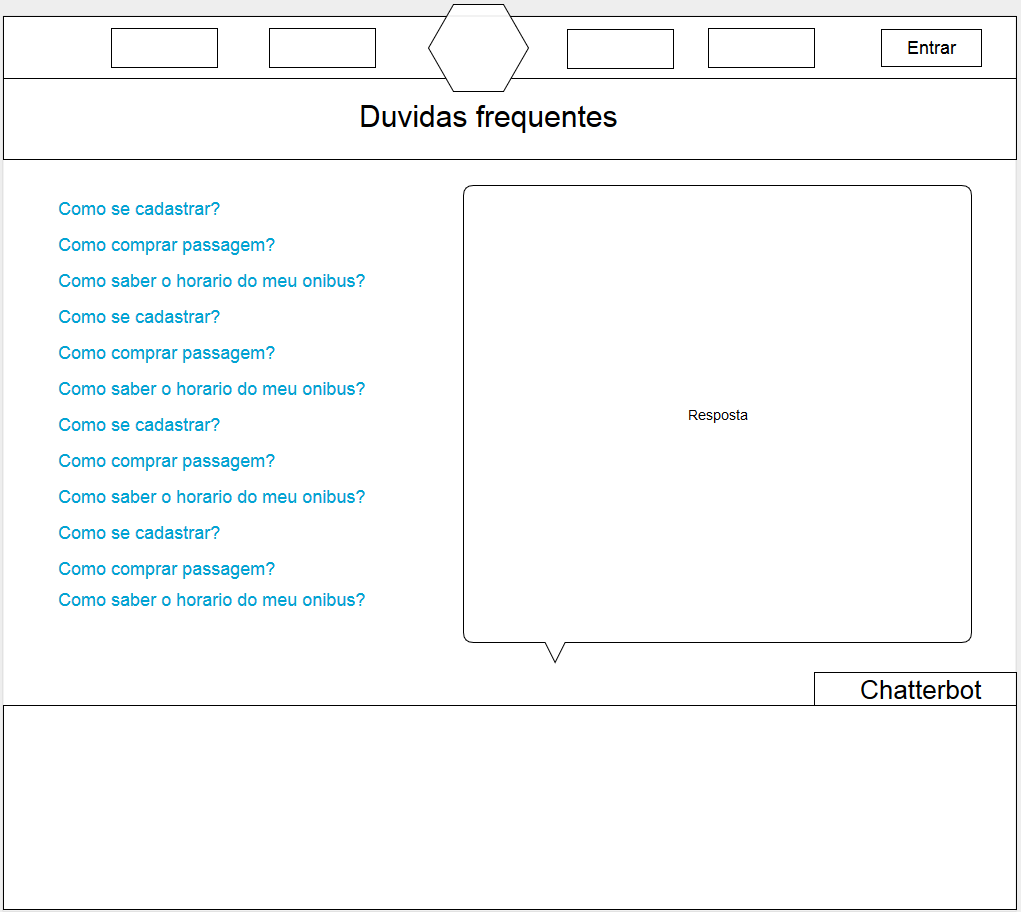 Entrar
Duvidas frequentes
Como se cadastrar?
Como comprar passagem?
Como saber o horario do meu onibus?
Como se cadastrar?
Como comprar passagem?
Como saber o horario do meu onibus?
Como se cadastrar?
Como comprar passagem?
Como saber o horario do meu onibus?
Como se cadastrar?
Como comprar passagem?
Como saber o horario do meu onibus?
Resposta
Chatterbot